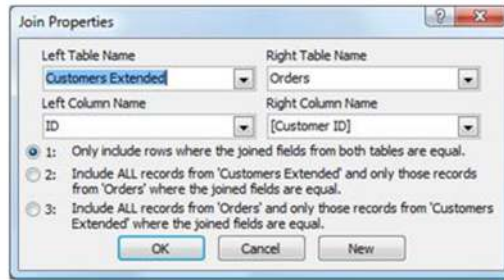 Join Properties
Left Table Name
Right Table Name
Customers Extended
Orders
Left Column Name
Right Column Name
ID
[Customer ID]
1: Only include rows where the joined fields from both tables are equal.
2: Include ALL records from 'Customers Extended' and only those records
from 'Orders' where the joined fields are equal.
3: Include ALL records from 'Orders' and only those records from 'Customers
Extended' where the joined fields are equal.
OK
Cancel
New